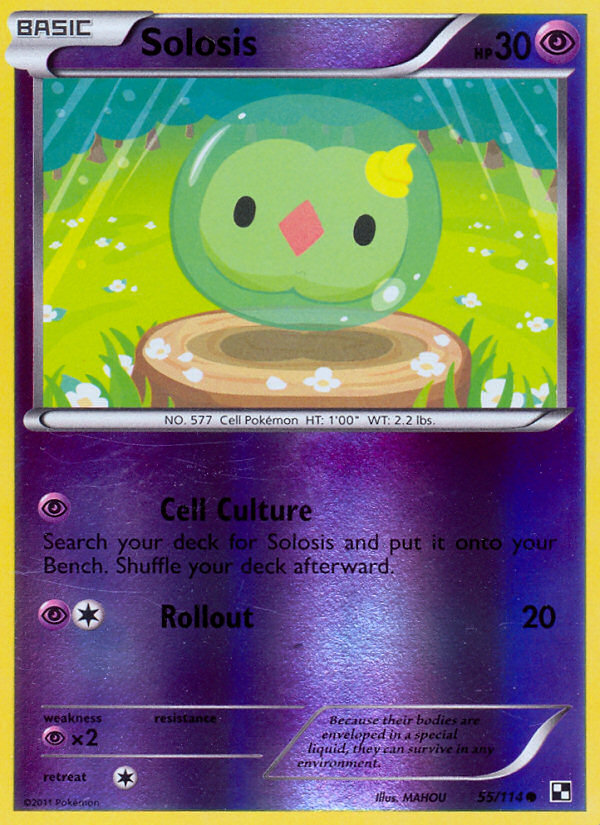 BASIC
Solosis
HP 30
NO. 577 Cell Pokémon HT: 1'00" WT: 2.2 lbs.
Cell Culture
Search your deck for Solosis and put it onto your
Bench. Shuffle your deck afterward.
Rollout 20
weakness resistance
×2
retreat
Because their bodies are
enveloped in a special
liquid, they can survive in any
environment.
©2011 Pokémon
Illus. MAHOU 55/114